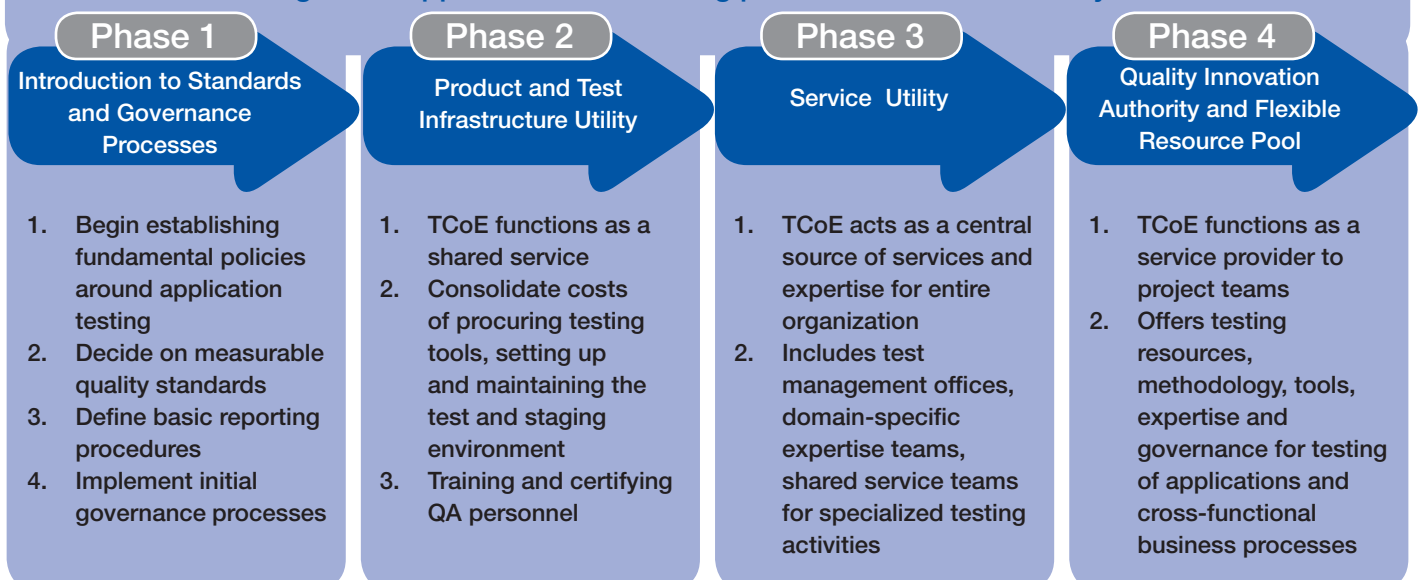 Phase 1
Introduction to Standards
and Governance
Processes
1. Begin establishing
fundamental policies
around application
testing
2. Decide on measurable
quality standards
3. Define basic reporting
procedures
4. Implement initial
governance processes
Phase 2
Product and Test
Infrastructure Utility
1. TCoE functions as a
shared service
2. Consolidate costs
of procuring testing
tools, setting up
and maintaining the
test and staging
environment
3. Training and certifying
QA personnel
Phase 3
Service Utility
1. TCoE acts as a central
source of services and
expertise for entire
organization
2. Includes test
management offices,
domain-specific
expertise teams,
shared service teams
for specialized testing
activities
Phase 4
Quality Innovation
Authority and Flexible
Resource Pool
1. TCoE functions as a
service provider to
project teams
2. Offers testing
resources,
methodology, tools,
expertise and
governance for testing
of applications and
cross-functional
business processes